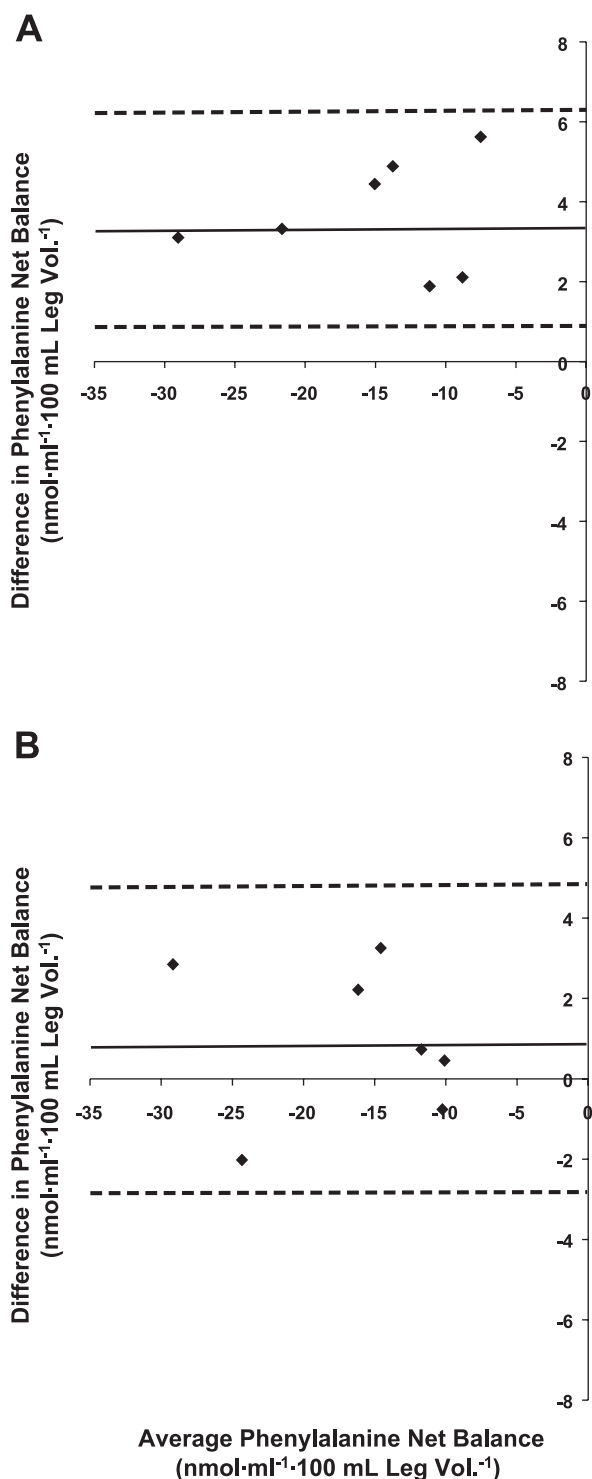 A
Difference in Phenylalanine Net Balance
(nmol·ml⁻¹·100 mL Leg Vol.⁻¹)
8
6
4
2
0
-35 -30 -25 -20 -15 -10 -5 0
-2
-4
-6
-8
B
Difference in Phenylalanine Net Balance
(nmol·ml⁻¹·100 mL Leg Vol.⁻¹)
8
6
4
2
0
-35 -30 -25 -20 -15 -10 -5 0
-2
-4
-6
-8
Average Phenylalanine Net Balance
(nmol·ml⁻¹·100 mL Leg Vol.⁻¹)